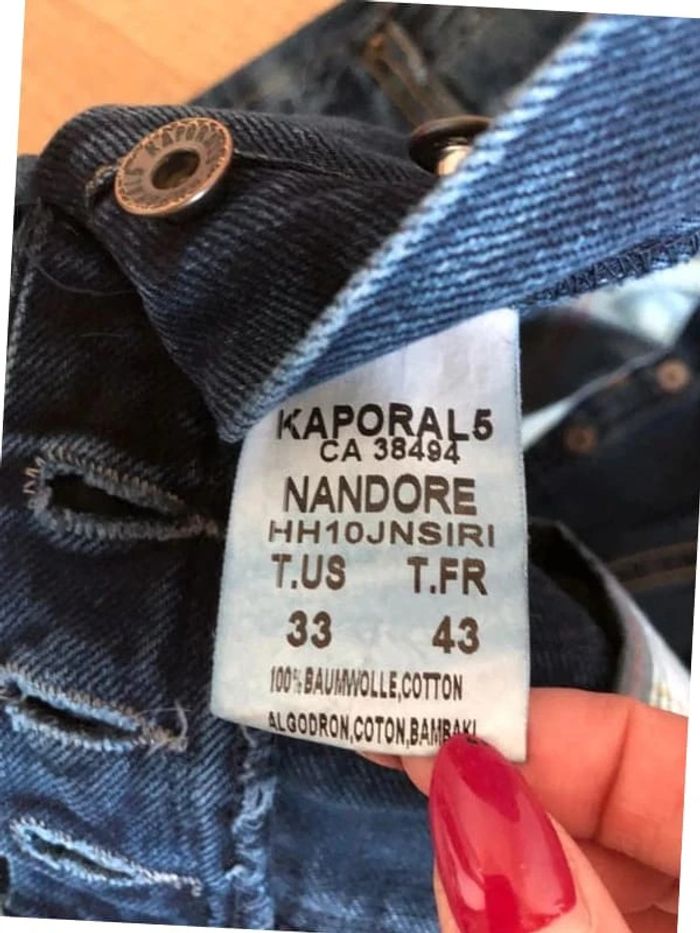 KAPORAL5
CA 38494
NANDORE
HH10JNSIRI
T.US T.FR
33 43
100% BAUMWOLLE,COTTON
ALGODRON,COTON,BAMBAKI